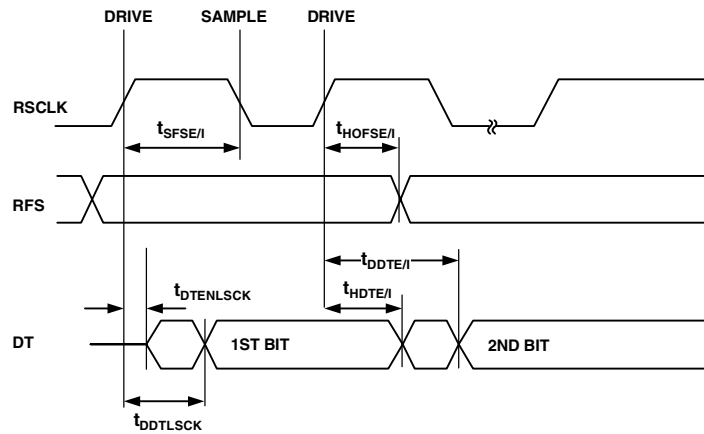 DRIVE SAMPLE DRIVE
RSCLK
tSFSE/I tHOFSE/I
RFS
tDDTE/I
tDTENLSCK tHDTE/I
DT 1ST BIT 2ND BIT
tDDTLSCK